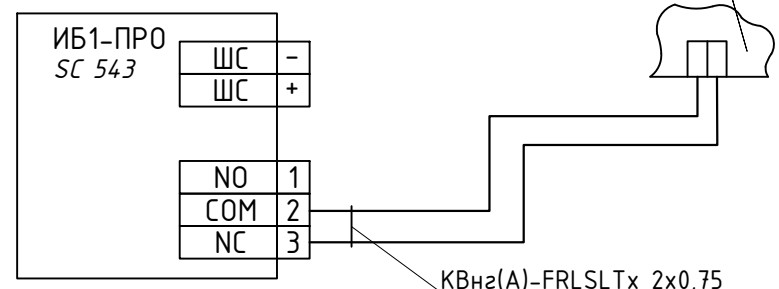 ИБ1-ПРО
SC 543
ШС -
ШС +
NO 1
COM 2
NC 3
КВнг(А)-FRLSLTx 2x0,75